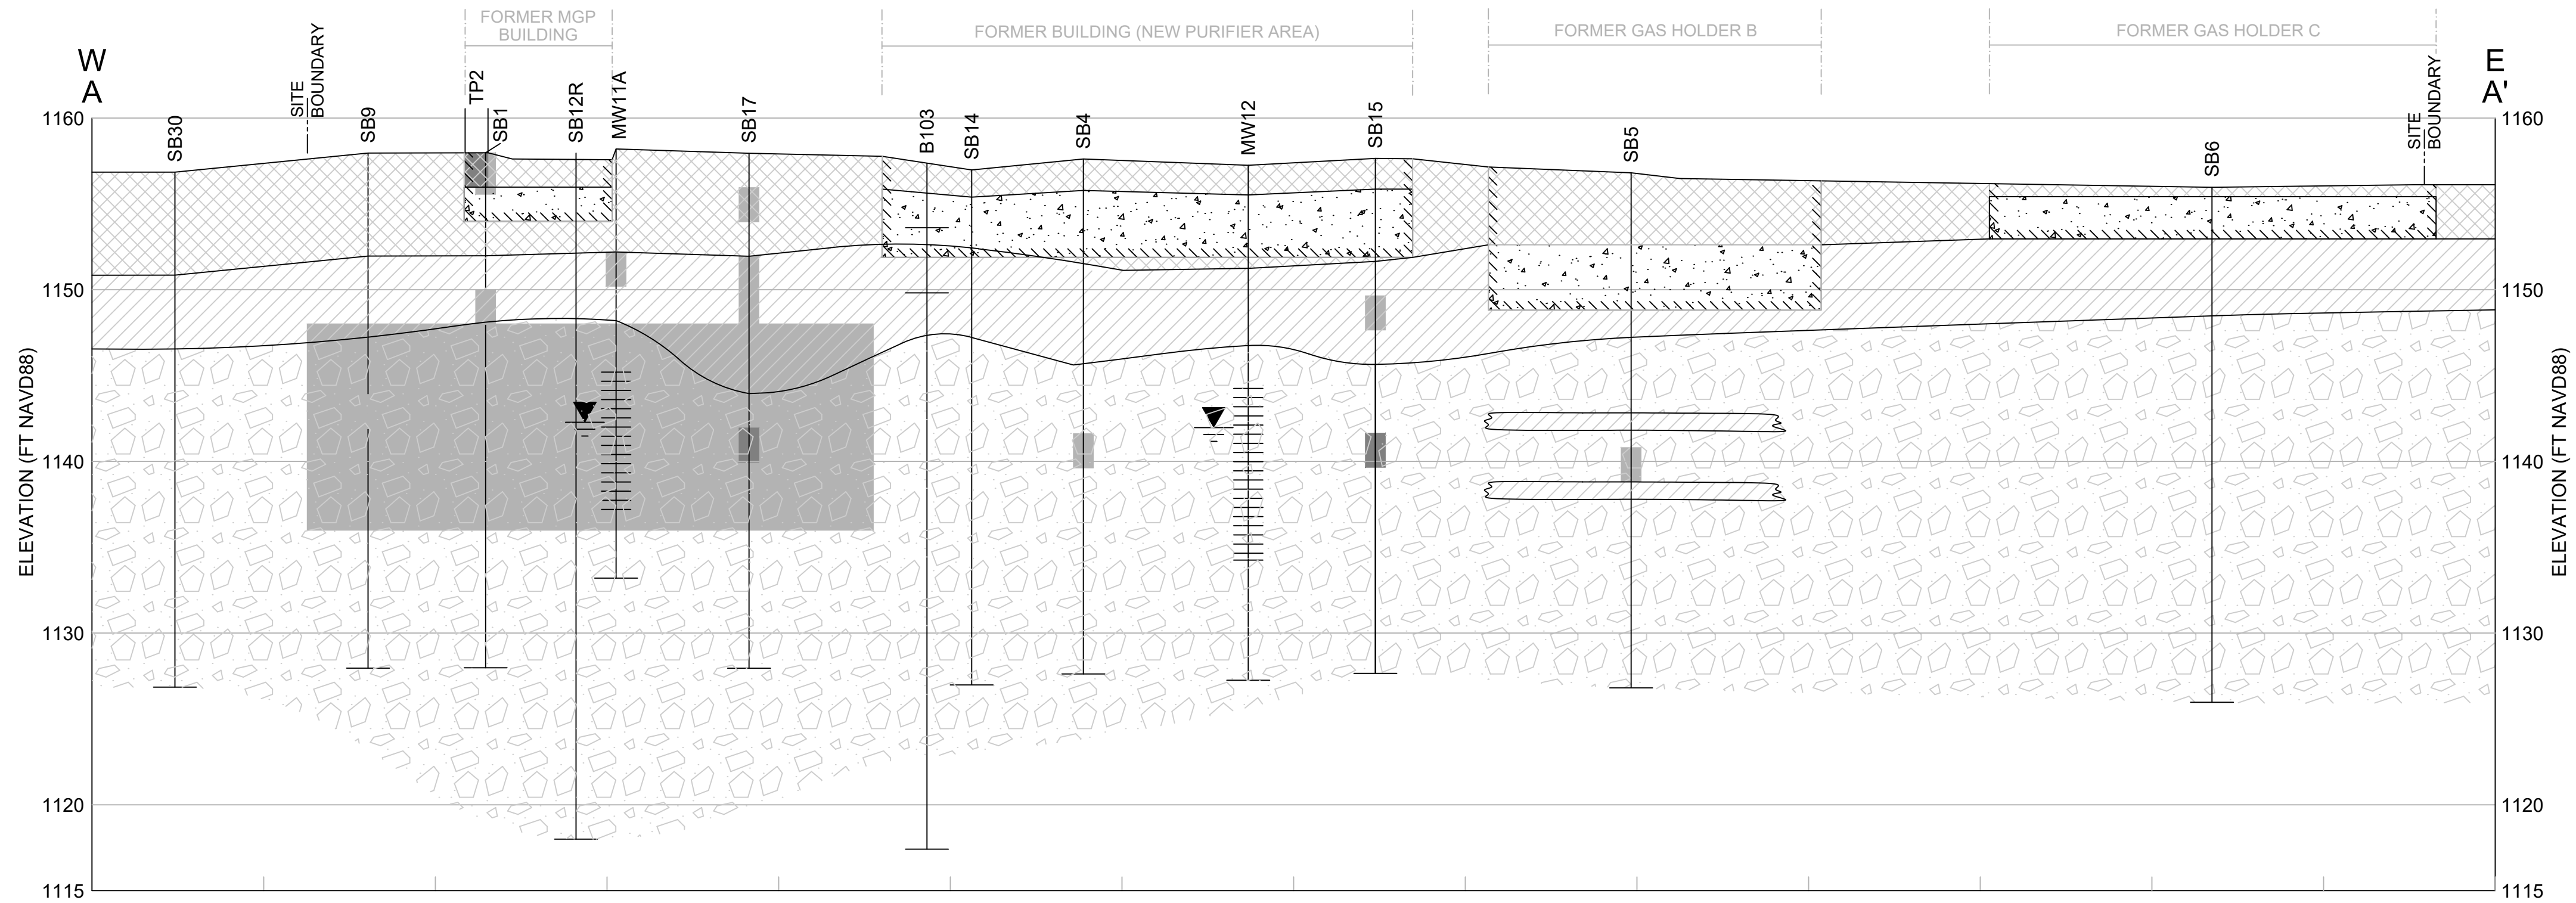 FORMER MGP
BUILDING
FORMER BUILDING (NEW PURIFIER AREA)
FORMER GAS HOLDER B
FORMER GAS HOLDER C
W
A
E
A'
SITE
BOUNDARY
SB30
SB9
TP2
SB1
SB12R
MW11A
SB17
B103
SB14
SB4
MW12
SB15
SB5
SB6
SITE
BOUNDARY
1160
1160
1150
1150
1140
1140
1130
1130
1120
1120
1115
1115
ELEVATION (FT NAVD88)
ELEVATION (FT NAVD88)